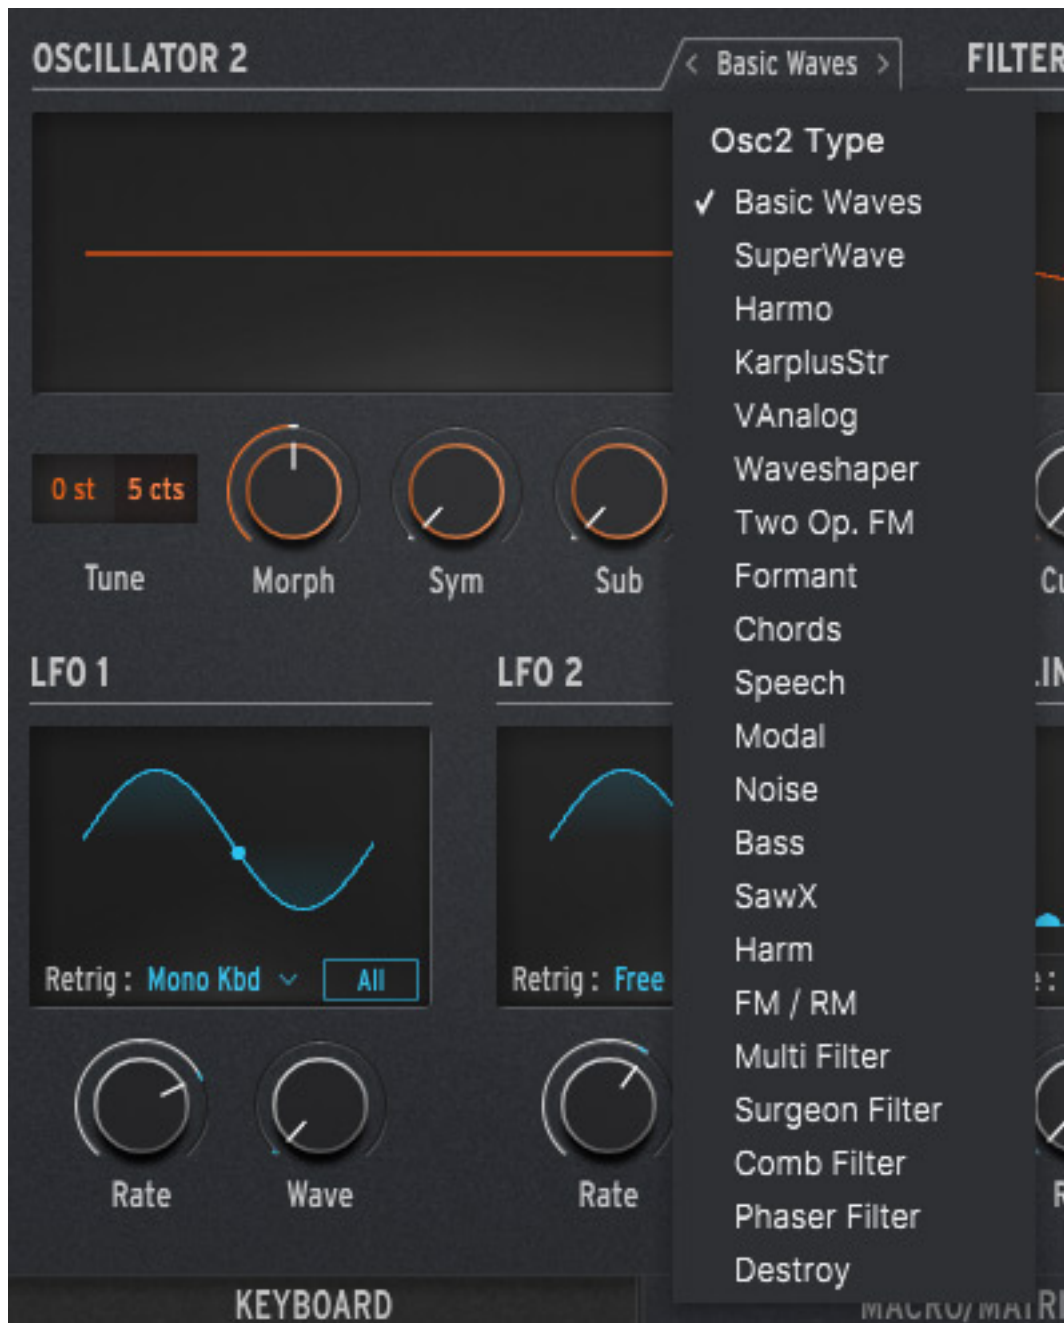 OSCILLATOR 2
< Basic Waves >
FILTER
Osc2 Type
✓ Basic Waves
SuperWave
Harmo
KarplusStr
VAnalog
Waveshaper
Two Op. FM
Formant
Chords
Speech
Modal
Noise
Bass
SawX
Harm
FM / RM
Multi Filter
Surgeon Filter
Comb Filter
Phaser Filter
Destroy
0 st 5 cts
Tune Morph Sym Sub
LFO 1
Retrig : Mono Kbd All
Rate Wave
LFO 2
Retrig : Free
Rate
KEYBOARD